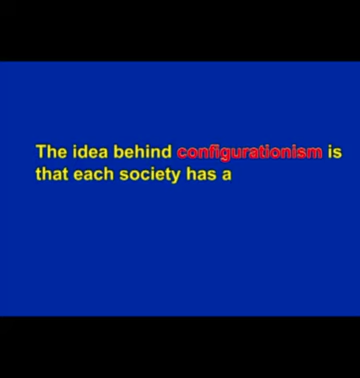 The idea behind configurationism is
that each society has a